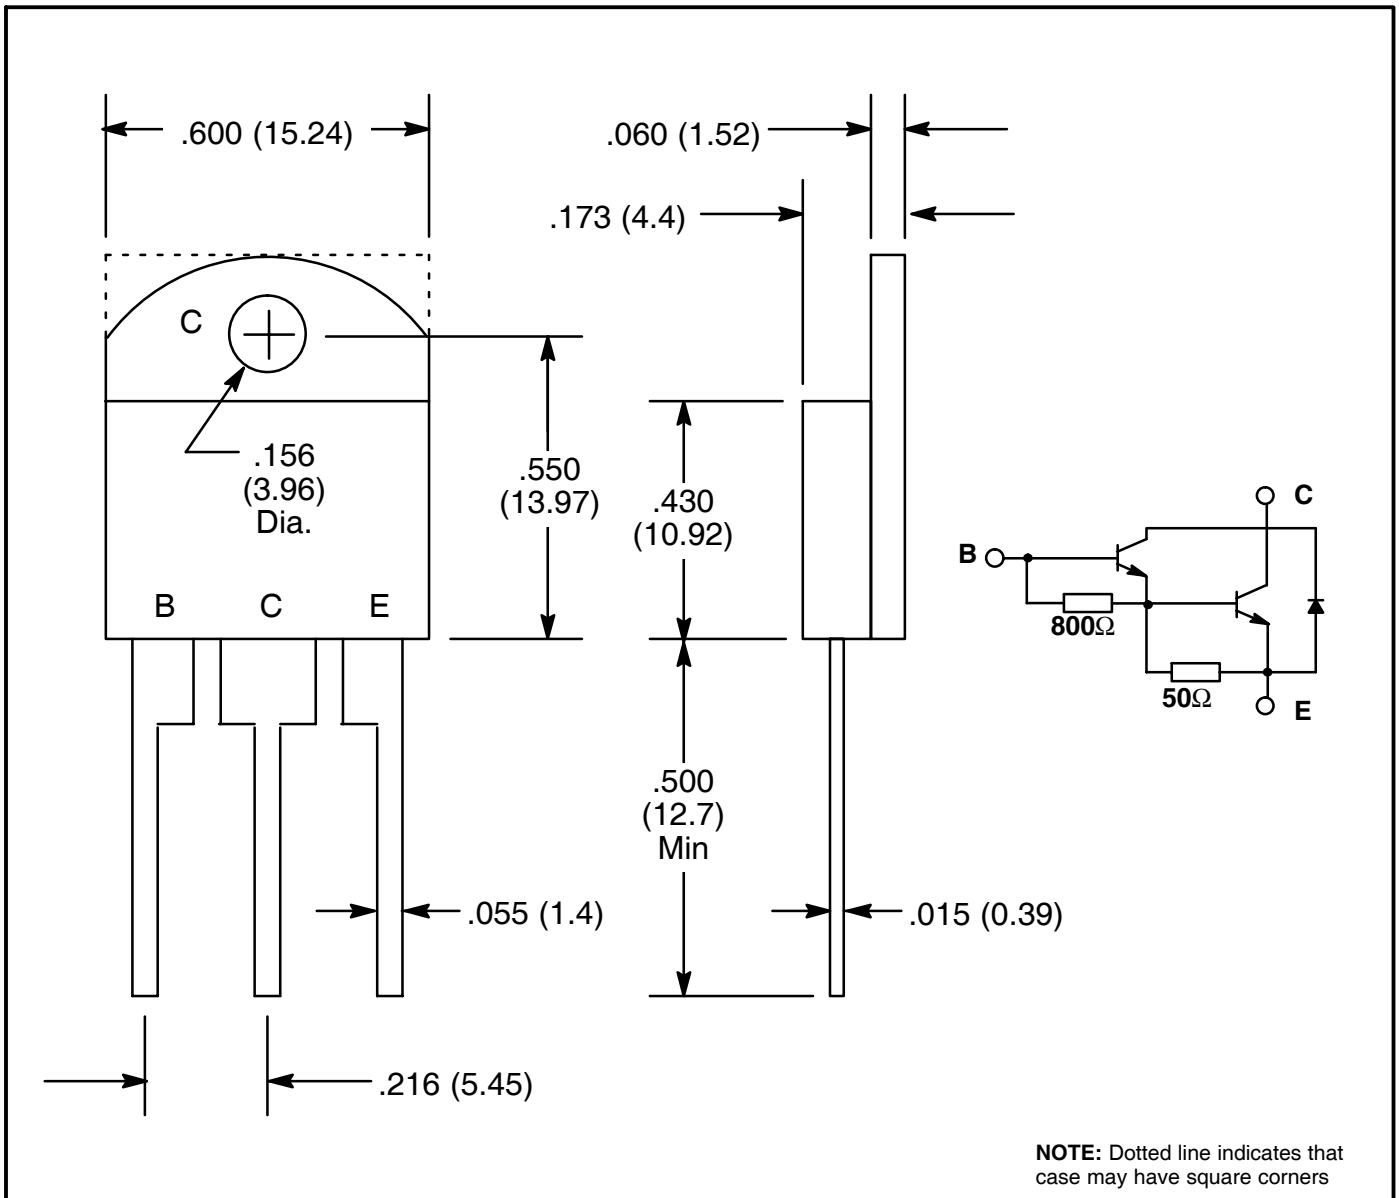 .600 (15.24)
.060 (1.52)
.173 (4.4)
C
.156
(3.96)
Dia.
.550
(13.97)
.430
(10.92)
B C E
C
B
800Ω
50Ω
E
.500
(12.7)
Min
.055 (1.4)
.015 (0.39)
.216 (5.45)
NOTE: Dotted line indicates that
case may have square corners